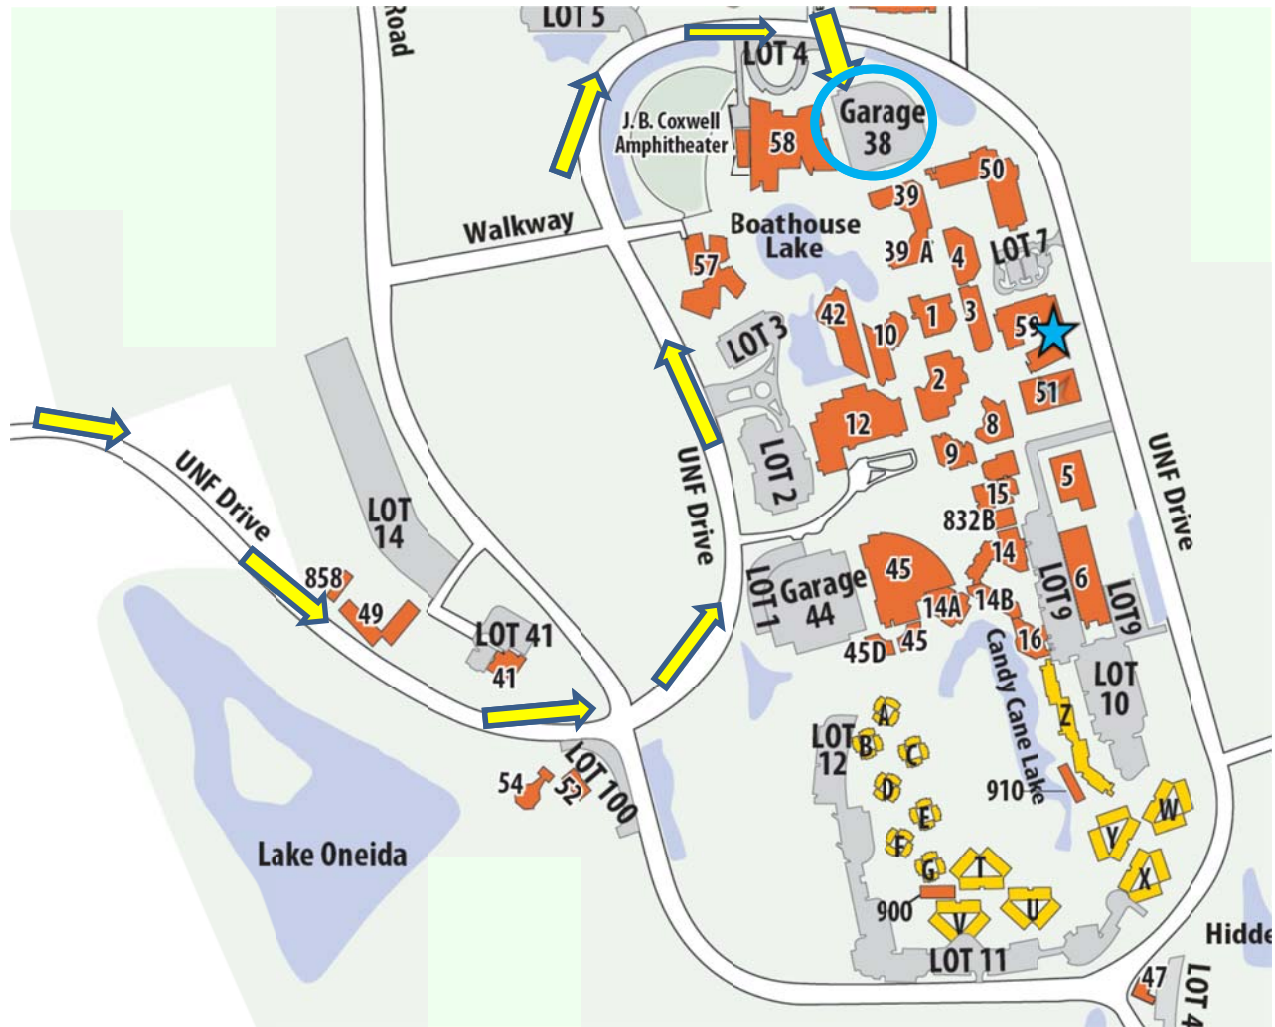 Road
LOT 5
LOT 4
Garage
38
J. B. Coxwell
Amphitheater
58
50
39
Walkway
Boathouse
Lake
39 A
4
LOT 7
57
42
10
1
3
59
LOT 3
2
51
12
8
9
LOT 2
UNF Drive
UNF Drive
UNF Drive
5
15
832B
LOT
14
14
6
858
49
LOT 1
Garage
44
45
14A
14B
LOT 9
LOT9
LOT 41
41
45D
45
16
Candy Cane Lake
LOT
10
Z
A
B
C
LOT
12
D
E
F
G
T
54
52
LOT 100
910
W
Y
X
Lake Oneida
900
V
U
LOT 11
Hidde
47
LOT 4